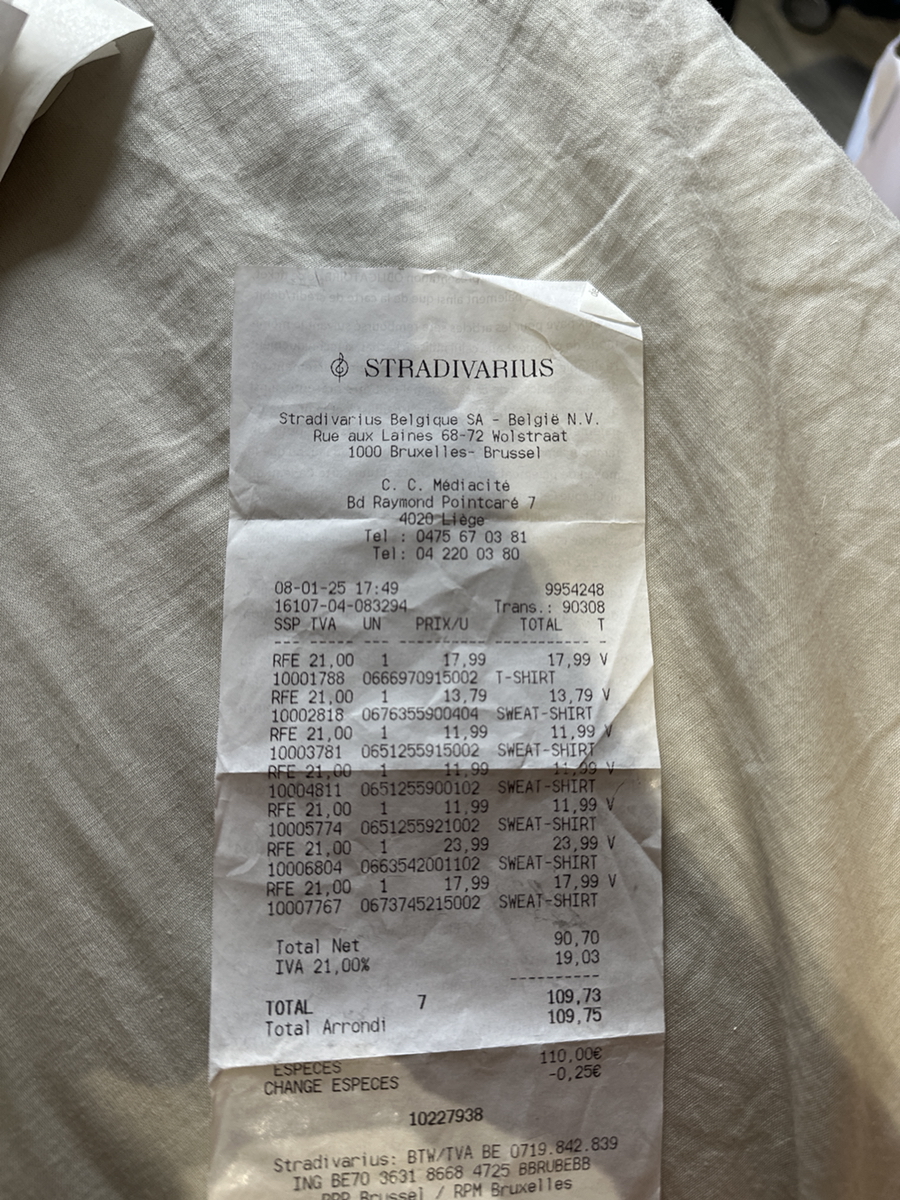 STRADIVARIUS
Stradivarius Belgique SA - België N.V.
Rue aux Laines 68-72 Wolstraat
1000 Bruxelles- Brussel
C. C. Médiacité
Bd Raymond Pointcaré 7
4020 Liège
Tel : 0475 67 03 81
Tel: 04 220 03 80
08-01-25 17:49 9954248
16107-04-083294 Trans.: 90308
SSP IVA UN PRIX/U TOTAL T
--- ----- --- ---------- ----------- -
RFE 21,00 1 17,99 17,99 V
10001788 0666970915002 T-SHIRT
RFE 21,00 1 13,79 13,79 V
10002818 0676355900404 SWEAT-SHIRT
RFE 21,00 1 11,99 11,99 V
10003781 0651255915002 SWEAT-SHIRT
RFE 21,00 1 11,99 11,99 V
10004811 0651255900102 SWEAT-SHIRT
RFE 21,00 1 11,99 11,99 V
10005774 0651255921002 SWEAT-SHIRT
RFE 21,00 1 23,99 23,99 V
10006804 0663542001102 SWEAT-SHIRT
RFE 21,00 1 17,99 17,99 V
10007767 0673745215002 SWEAT-SHIRT
Total Net 90,70
IVA 21,00% 19,03
----------
TOTAL 7 109,73
Total Arrondi 109,75
ESPECES 110,00€
CHANGE ESPECES -0,25€
10227938
Stradivarius: BTW/TVA BE 0719.842.839
ING BE70 3631 8668 4725 BBRUBEBB
RPR Brussel / RPM Bruxelles